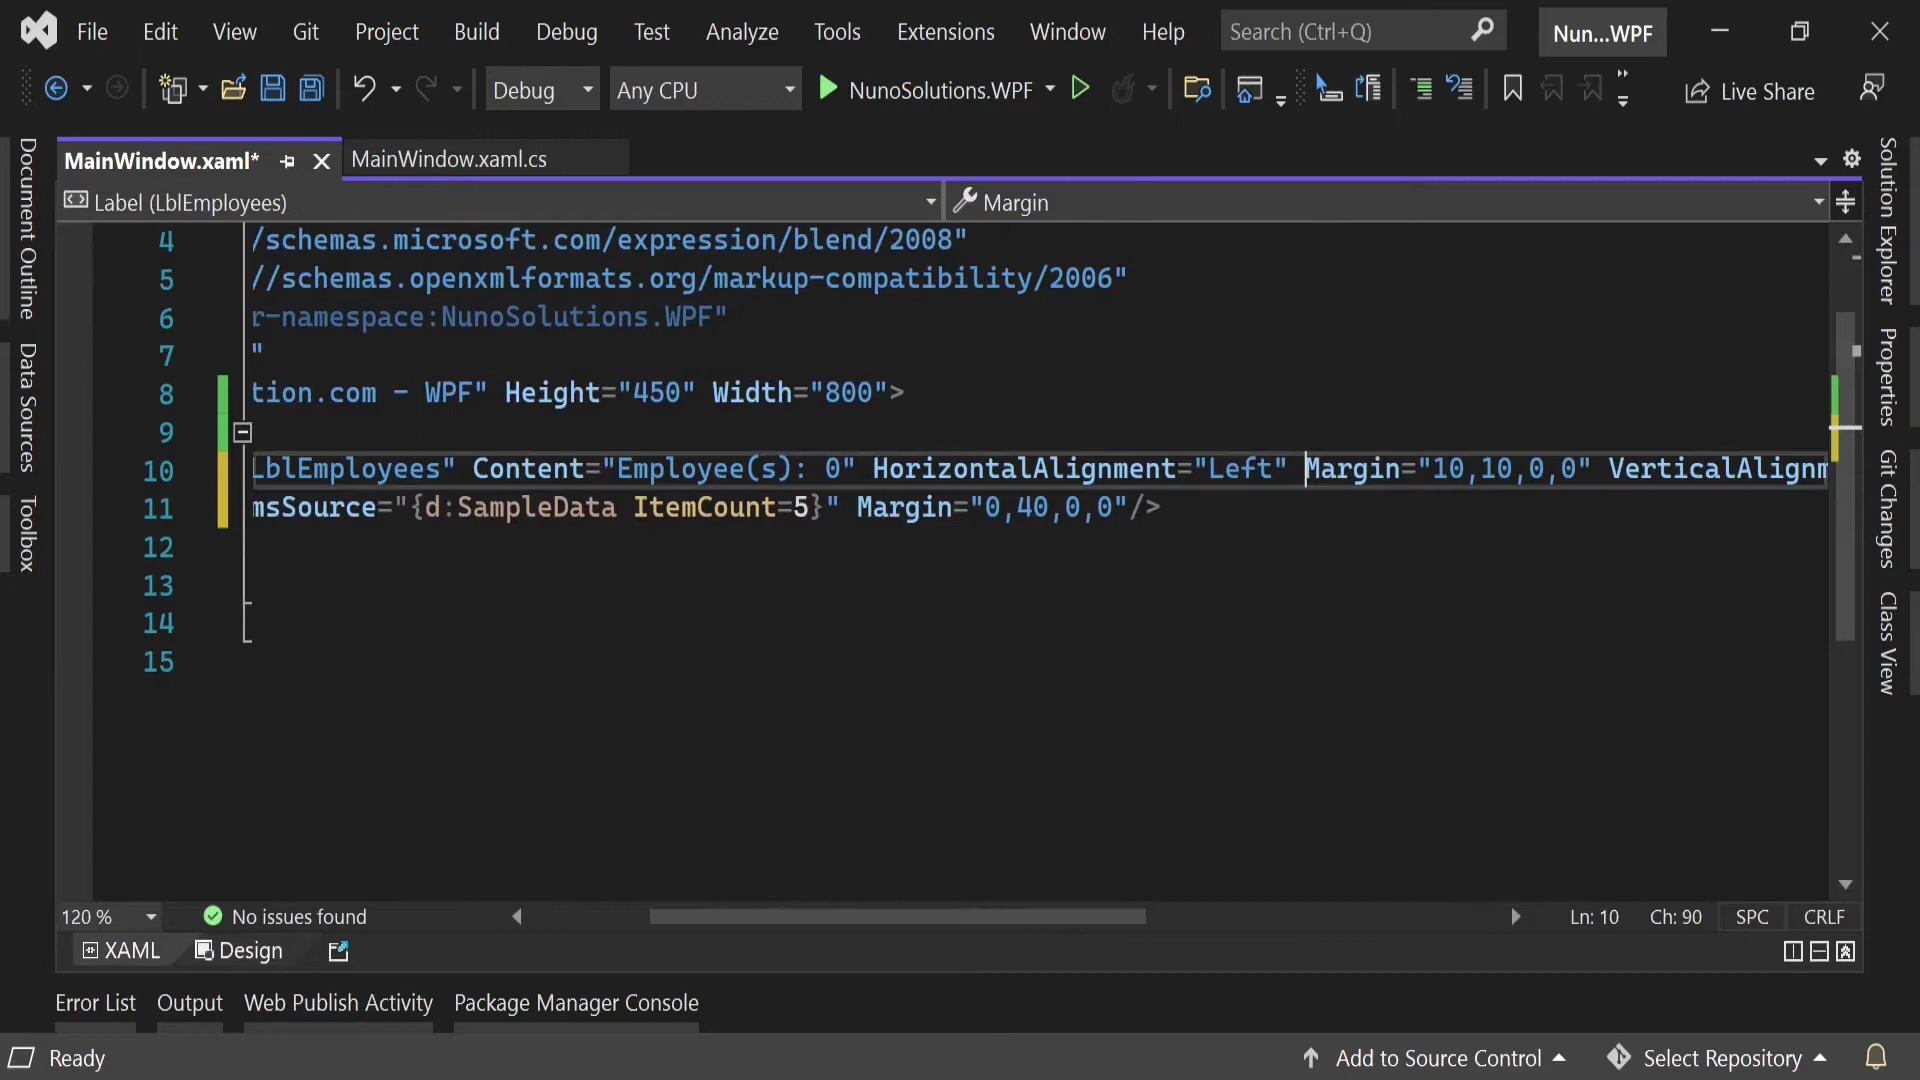 File Edit View Git Project Build Debug Test Analyze Tools Extensions Window Help Search (Ctrl+Q) Nun...WPF
Debug Any CPU NunoSolutions.WPF Live Share
MainWindow.xaml* MainWindow.xaml.cs
Label (LblEmployees) Margin
4 /schemas.microsoft.com/expression/blend/2008"
5 //schemas.openxmlformats.org/markup-compatibility/2006"
6 r-namespace:NunoSolutions.WPF"
7 "
8 tion.com - WPF" Height="450" Width="800">
9
10 LblEmployees" Content="Employee(s): 0" HorizontalAlignment="Left" Margin="10,10,0,0" VerticalAlignm
11 msSource="{d:SampleData ItemCount=5}" Margin="0,40,0,0"/>
12
13
14
15
120 % No issues found Ln: 10 Ch: 90 SPC CRLF
XAML Design
Error List Output Web Publish Activity Package Manager Console
Ready Add to Source Control Select Repository
Document Outline
Data Sources
Toolbox
Solution Explorer
Properties
Git Changes
Class View